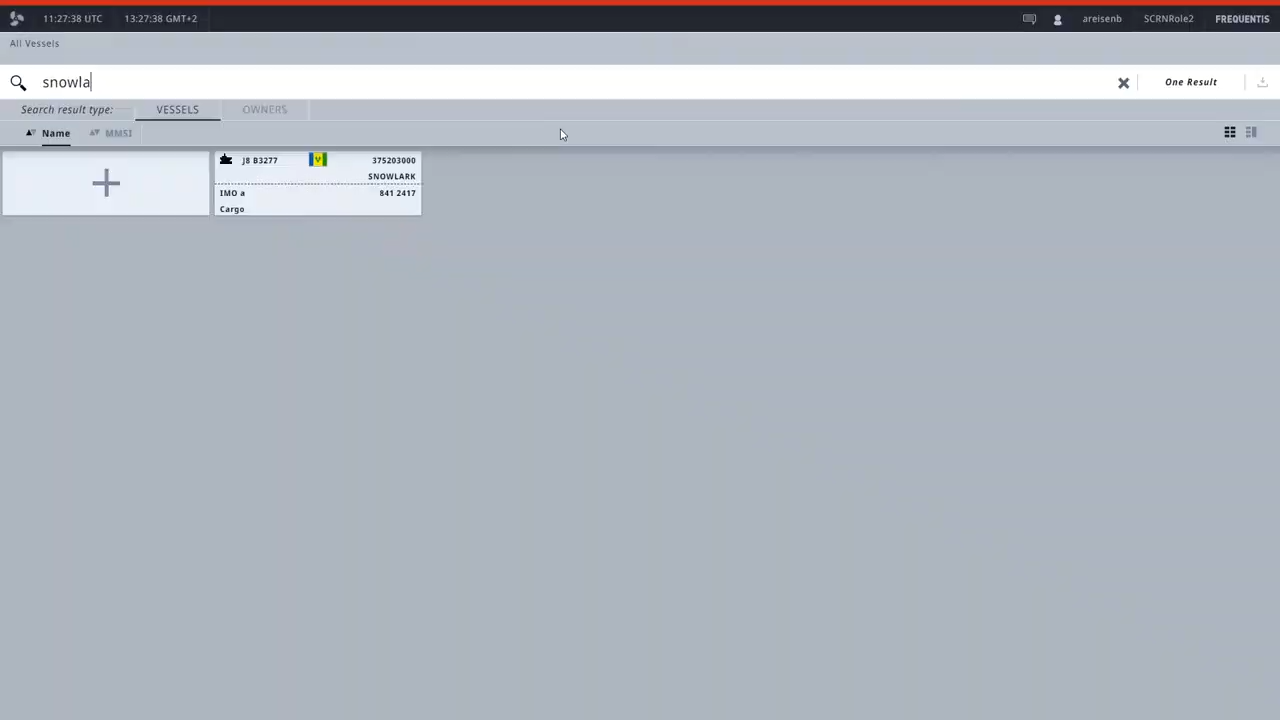 11:27:38 UTC 13:27:38 GMT+2 areisenb SCRNRole2 FREQUENTIS
All Vessels
snowla One Result
Search result type: VESSELS OWNERS
Name MMSI
J8 B3277 375203000
SNOWLARK
IMO a 841 2417
Cargo